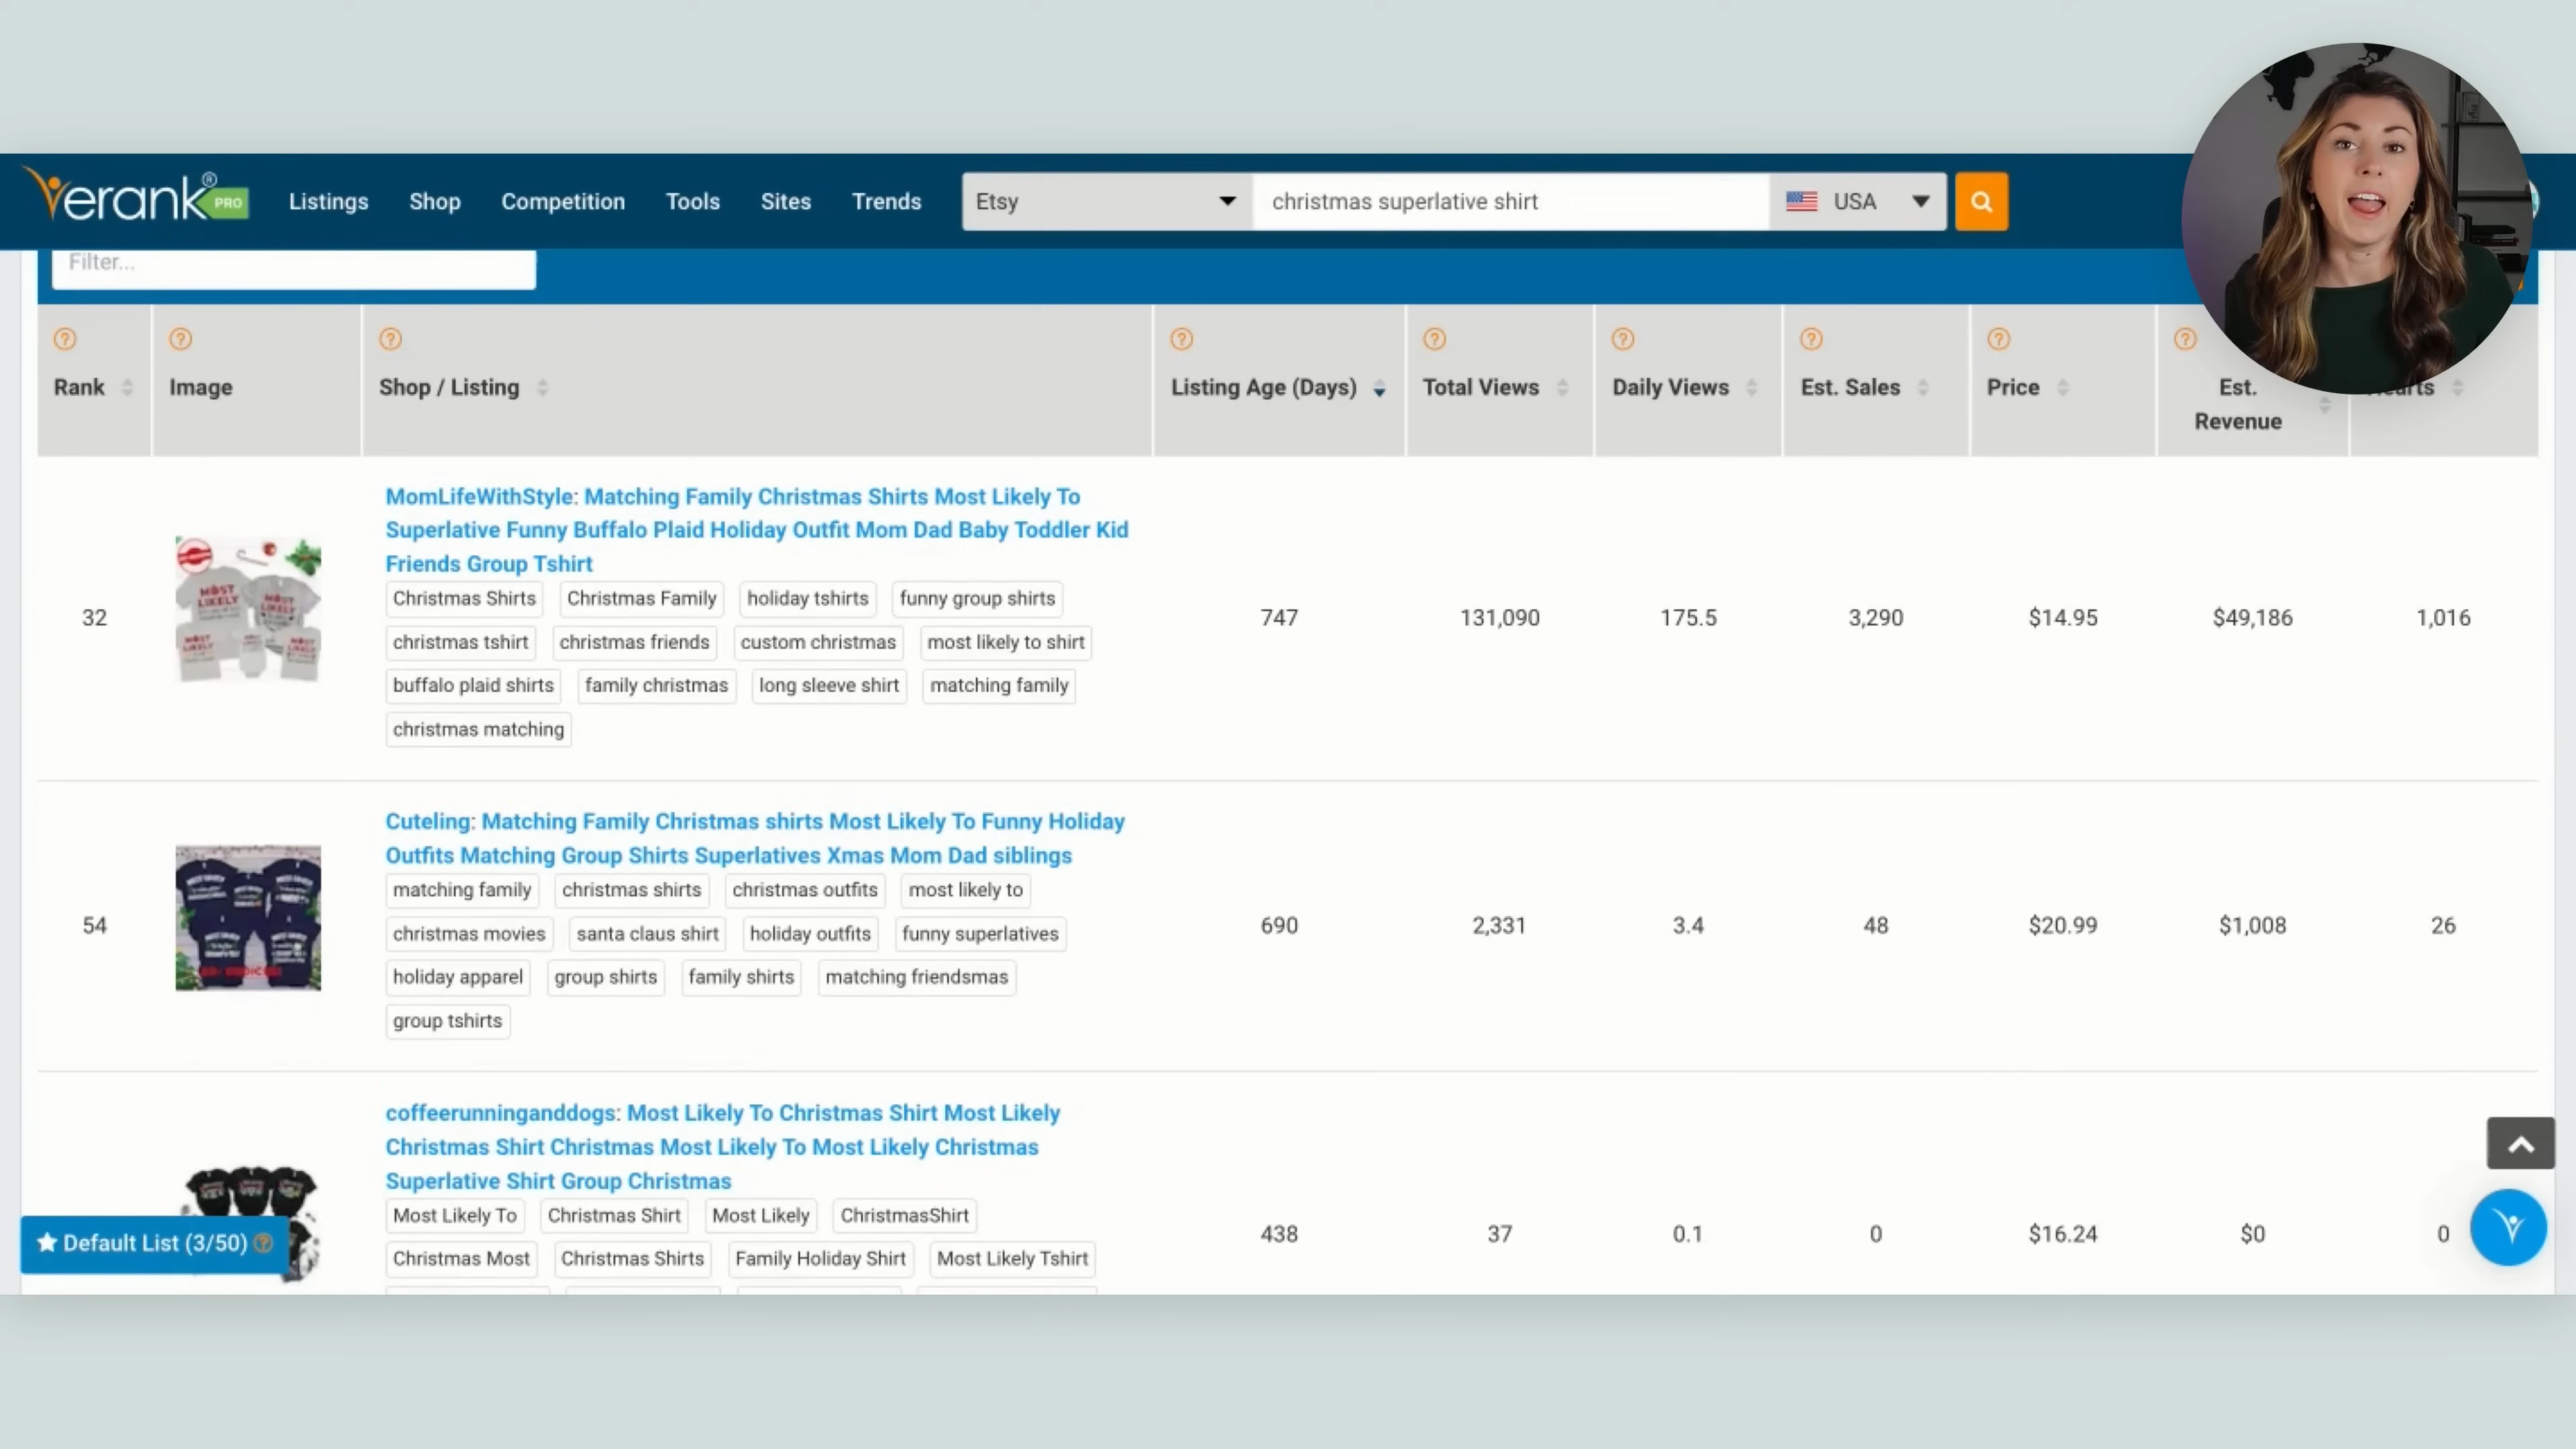 erank® PRO
Listings Shop Competition Tools Sites Trends Etsy christmas superlative shirt USA
Filter...
Rank Image Shop / Listing Listing Age (Days) Total Views Daily Views Est. Sales Price Est. Revenue
MomLifeWithStyle: Matching Family Christmas Shirts Most Likely To
Superlative Funny Buffalo Plaid Holiday Outfit Mom Dad Baby Toddler Kid
Friends Group Tshirt
Christmas Shirts Christmas Family holiday tshirts funny group shirts
32 747 131,090 175.5 3,290 $14.95 $49,186 1,016
christmas tshirt christmas friends custom christmas most likely to shirt
buffalo plaid shirts family christmas long sleeve shirt matching family
christmas matching
MOST LIKELY
Cuteling: Matching Family Christmas shirts Most Likely To Funny Holiday
Outfits Matching Group Shirts Superlatives Xmas Mom Dad siblings
matching family christmas shirts christmas outfits most likely to
54 690 2,331 3.4 48 $20.99 $1,008 26
christmas movies santa claus shirt holiday outfits funny superlatives
holiday apparel group shirts family shirts matching friendsmas
group tshirts
coffeerunninganddogs: Most Likely To Christmas Shirt Most Likely
Christmas Shirt Christmas Most Likely To Most Likely Christmas
Superlative Shirt Group Christmas
Most Likely To Christmas Shirt Most Likely ChristmasShirt
438 37 0.1 0 $16.24 $0 0
Default List (3/50)
Christmas Most Christmas Shirts Family Holiday Shirt Most Likely Tshirt